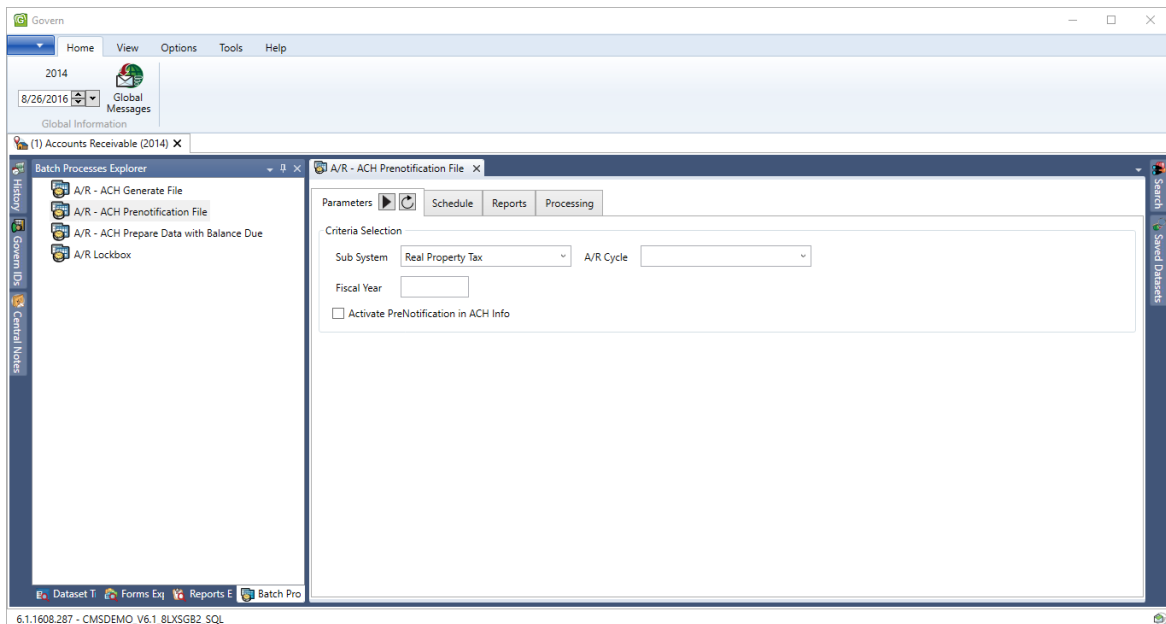 Govern
Home View Options Tools Help
2014
8/26/2016
Global
Messages
Global Information
(1) Accounts Receivable (2014)
History
Govern IDs
Central Notes
Batch Processes Explorer
A/R - ACH Generate File
A/R - ACH Prenotification File
A/R - ACH Prepare Data with Balance Due
A/R Lockbox
Dataset Ti Forms Exp Reports E Batch Pro
A/R - ACH Prenotification File
Parameters Schedule Reports Processing
Criteria Selection
Sub System Real Property Tax A/R Cycle
Fiscal Year
Activate PreNotification in ACH Info
Search
Saved Datasets
6.1.1608.287 - CMSDEMO_V6.1_8LXSGB2_SQL